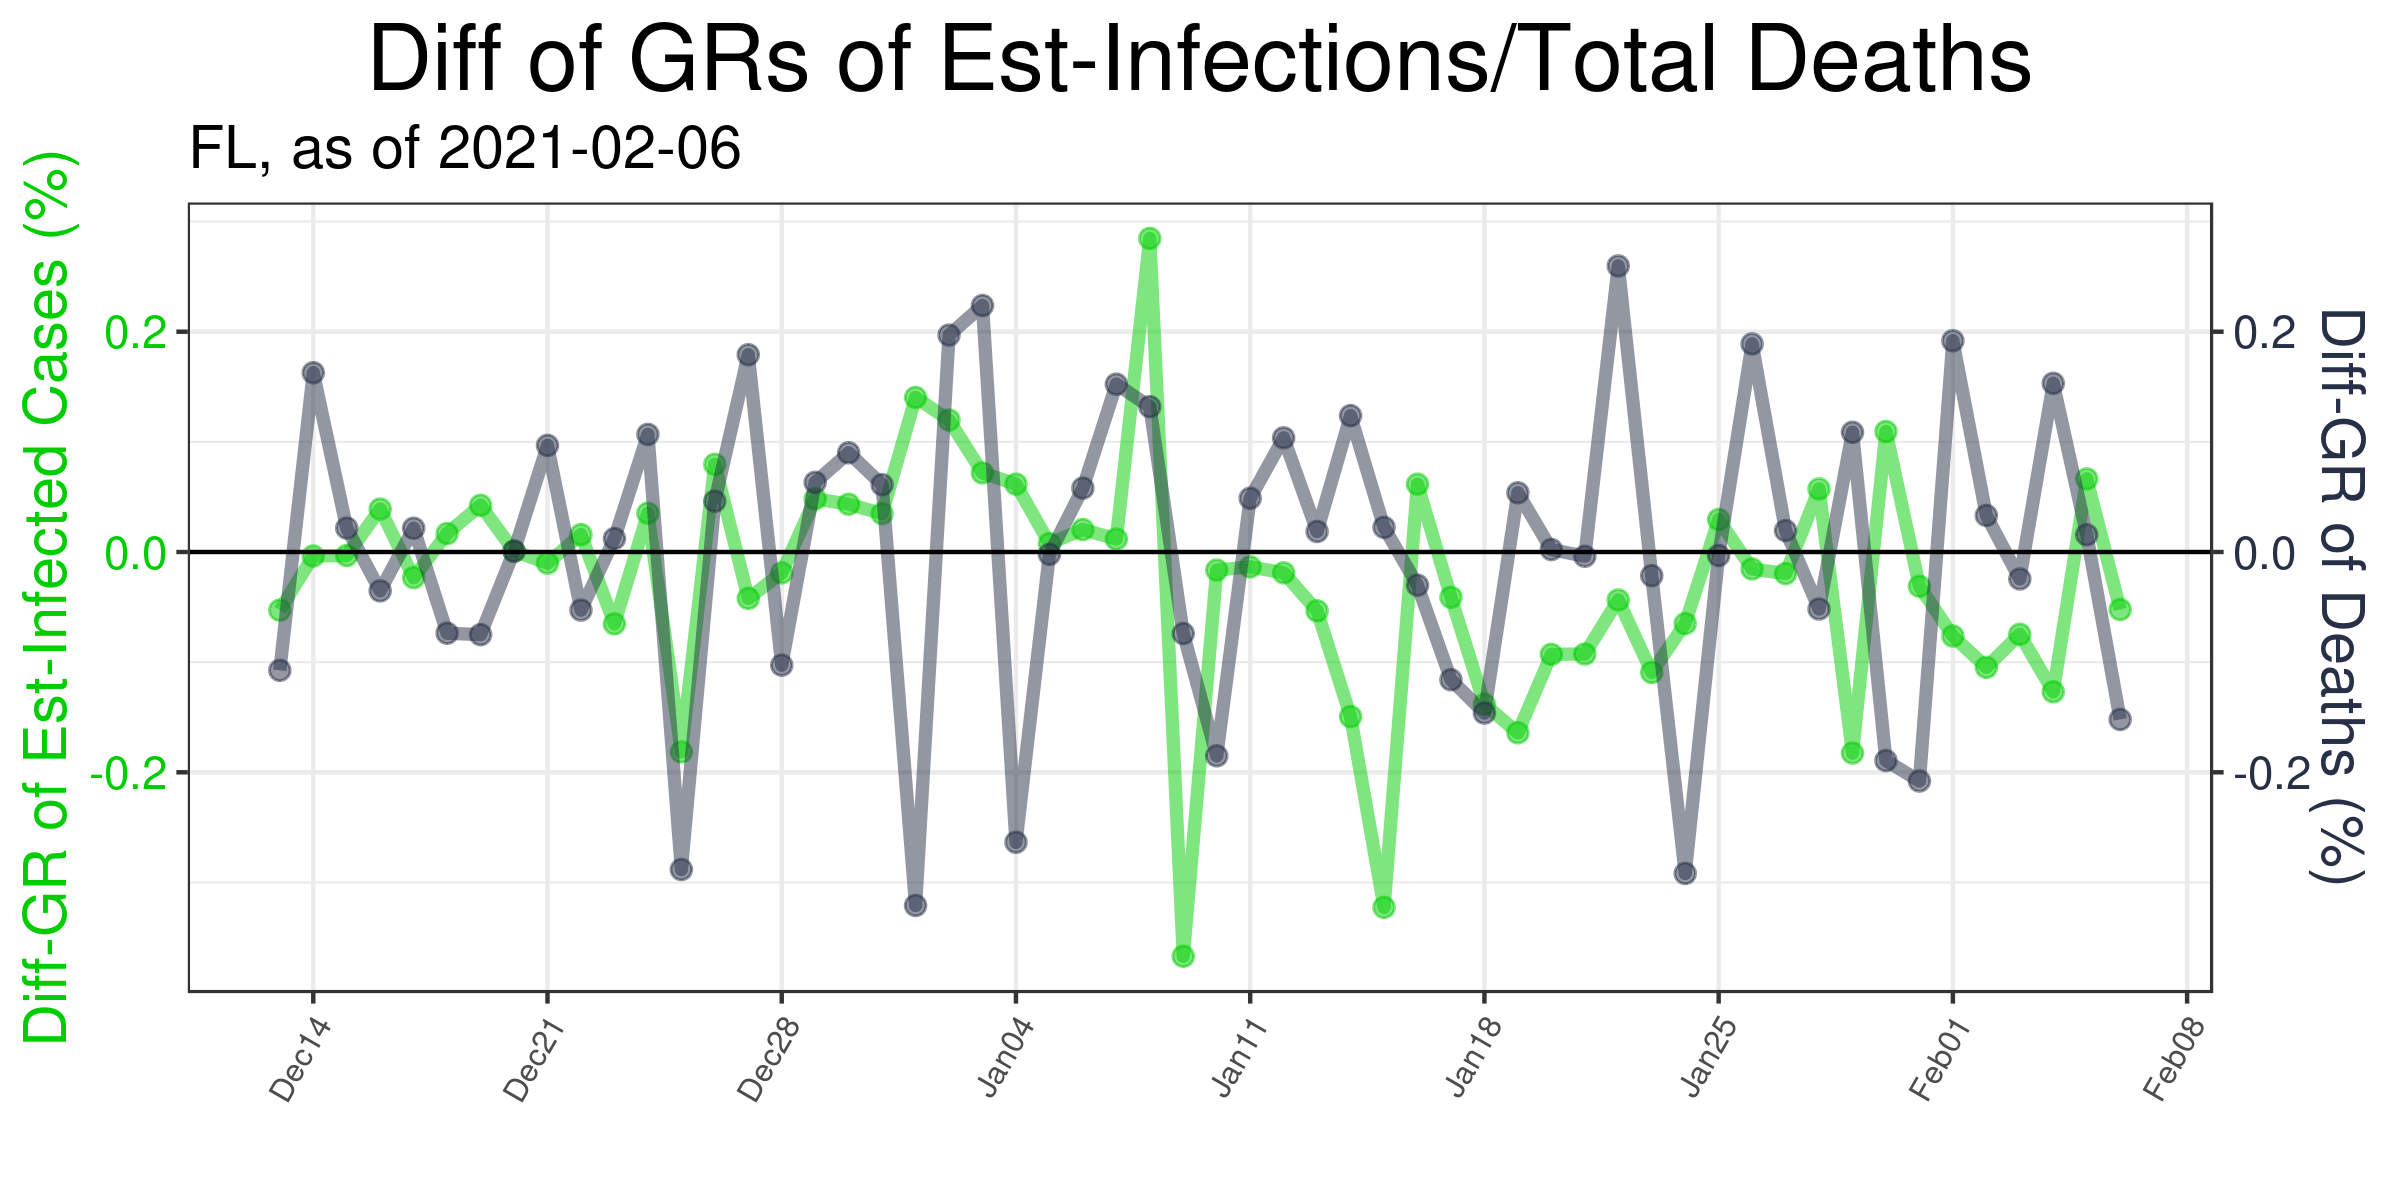 Diff of GRs of Est-Infections/Total Deaths
FL, as of 2021-02-06
Diff-GR of Est-Infected Cases (%)
0.2
0.0
-0.2
0.2
0.0
-0.2
Diff-GR of Deaths (%)
Dec14
Dec21
Dec28
Jan04
Jan11
Jan18
Jan25
Feb01
Feb08